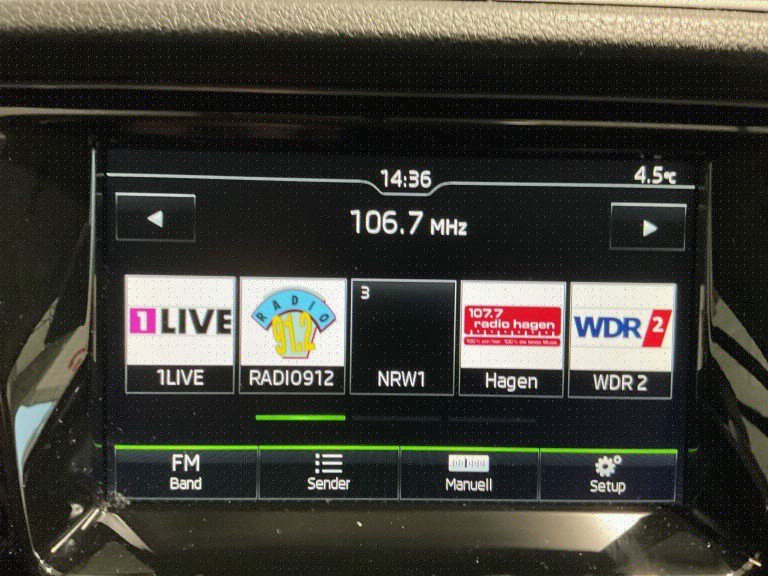 14:36
4.5°C
106.7 MHz
1LIVE
RADIO
91.2
3
107.7
radio hagen
WDR 2
1LIVE
RADIO912
NRW1
Hagen
WDR 2
FM
Band
Sender
Manuell
Setup